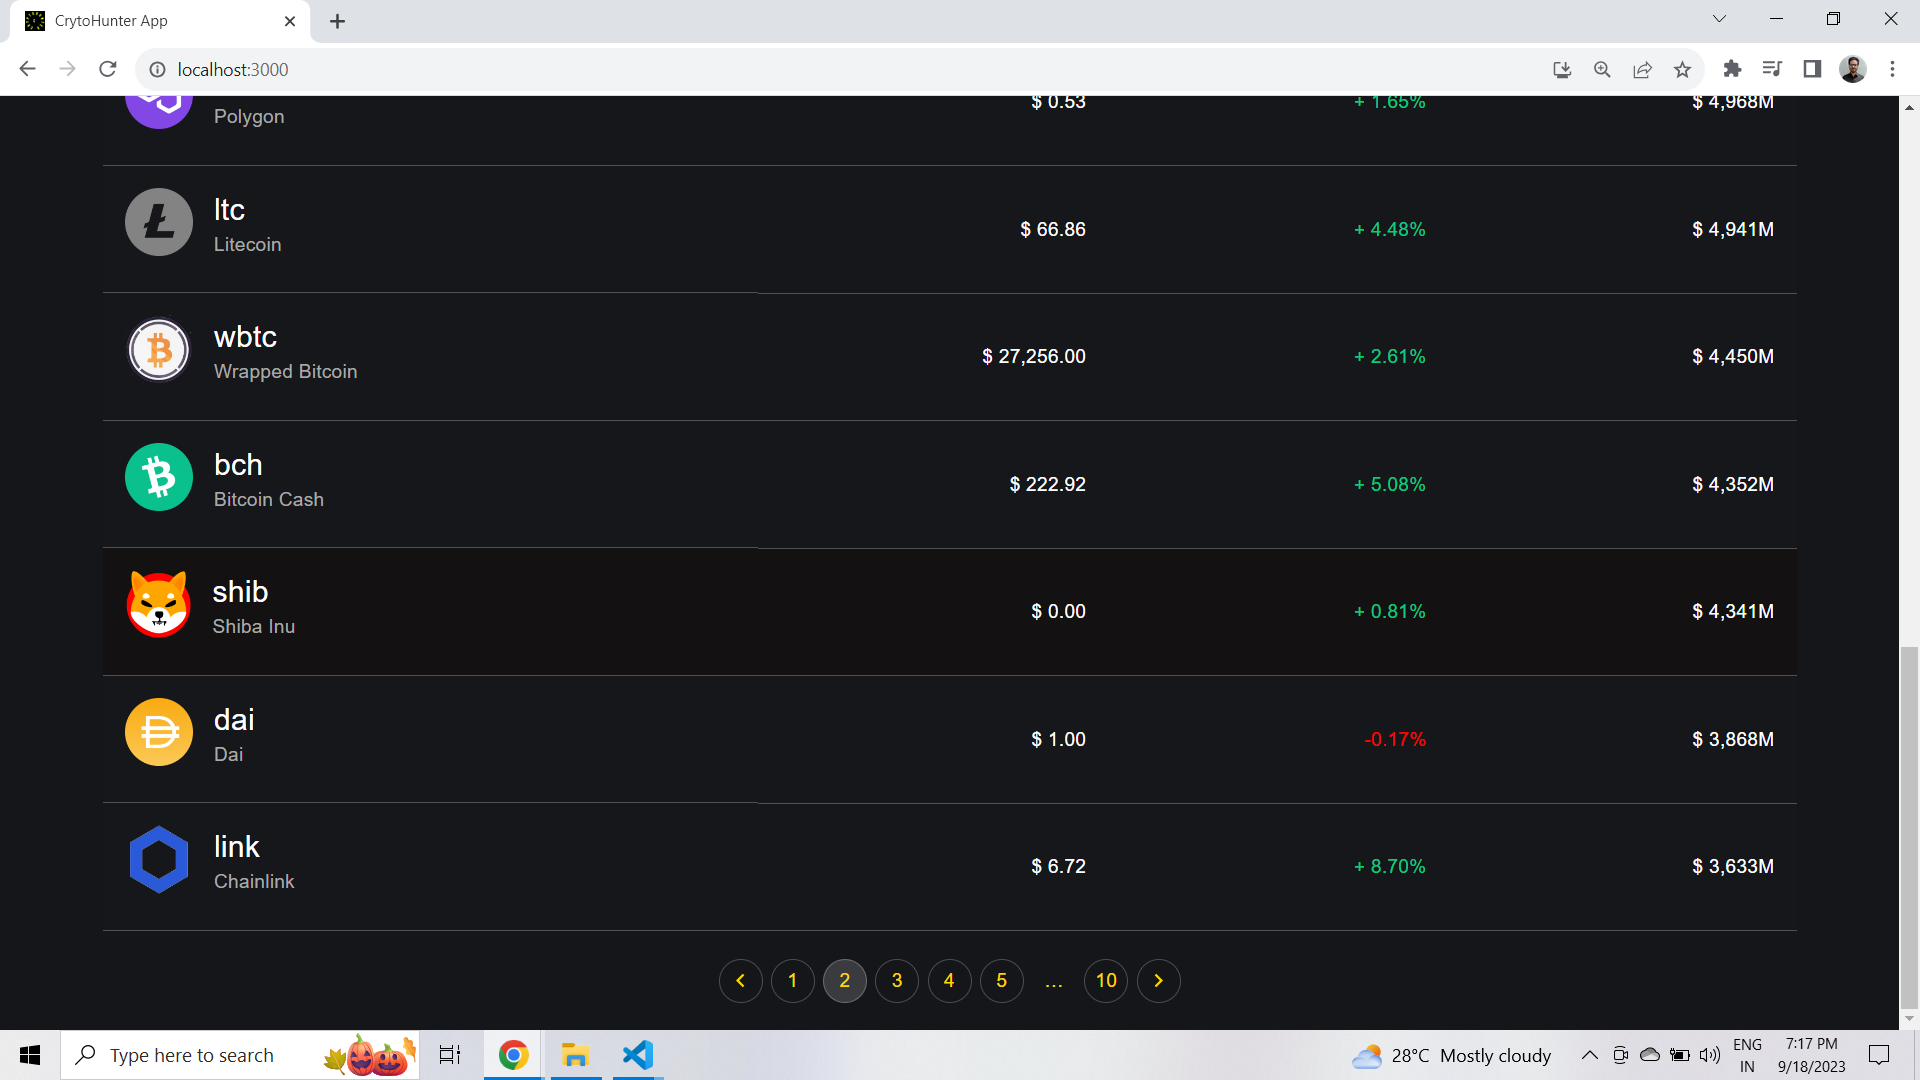 CrytoHunter App
localhost:3000
Polygon $ 0.53 + 1.65% $ 4,968M
ltc
Litecoin
$ 66.86 + 4.48% $ 4,941M
wbtc
Wrapped Bitcoin
$ 27,256.00 + 2.61% $ 4,450M
bch
Bitcoin Cash
$ 222.92 + 5.08% $ 4,352M
shib
Shiba Inu
$ 0.00 + 0.81% $ 4,341M
dai
Dai
$ 1.00 -0.17% $ 3,868M
link
Chainlink
$ 6.72 + 8.70% $ 3,633M
1 2 3 4 5 ... 10
Type here to search
28°C Mostly cloudy
ENG
IN
7:17 PM
9/18/2023